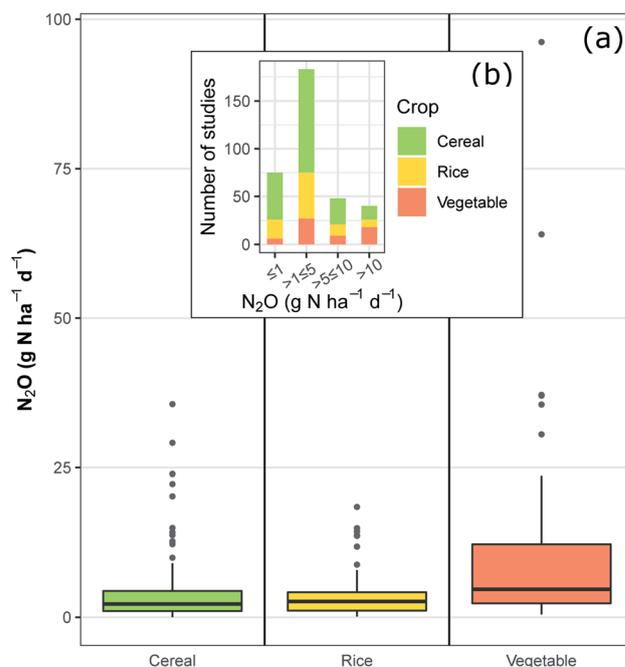 100
(a)
(b)
Number of studies
150
100
50
0
≤1
>1≤5
>5≤10
>10
N₂O (g N ha⁻¹ d⁻¹)
Crop
Cereal
Rice
Vegetable
75
50
25
0
N₂O (g N ha⁻¹ d⁻¹)
Cereal
Rice
Vegetable